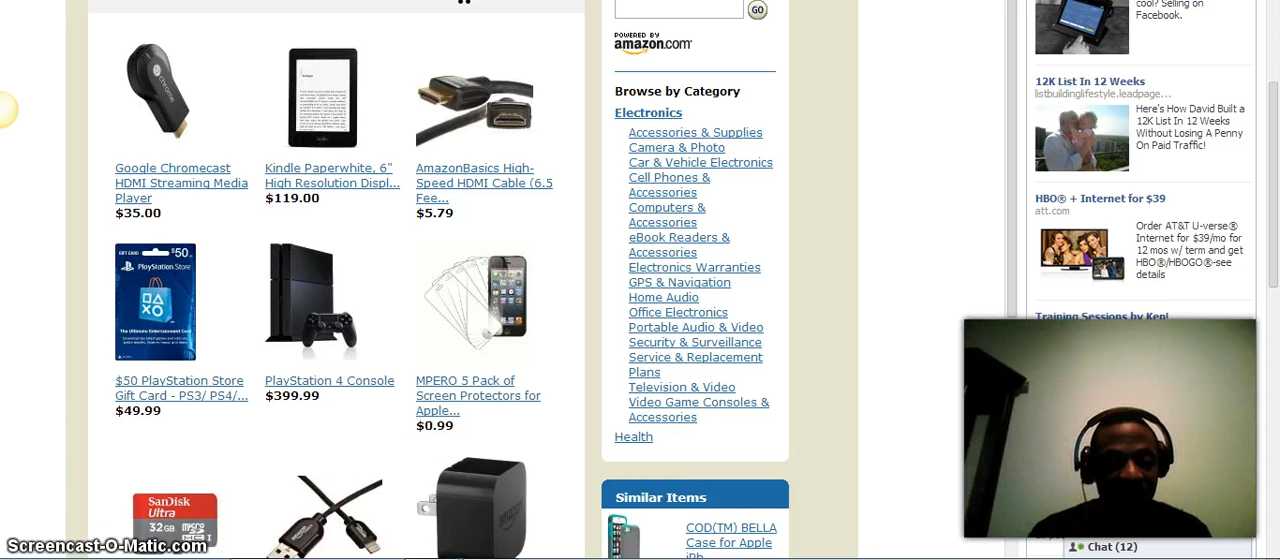 GO
POWERED BY
amazon.com
Browse by Category
Electronics
Accessories & Supplies
Camera & Photo
Car & Vehicle Electronics
Cell Phones &
Accessories
Computers &
Accessories
eBook Readers &
Accessories
Electronics Warranties
GPS & Navigation
Home Audio
Office Electronics
Portable Audio & Video
Security & Surveillance
Service & Replacement
Plans
Television & Video
Video Game Consoles &
Accessories
Health
Similar Items
COD(TM) BELLA
Case for Apple
chrome
Google Chromecast
HDMI Streaming Media
Player
$35.00
Kindle Paperwhite, 6"
High Resolution Displ...
$119.00
AmazonBasics High-
Speed HDMI Cable (6.5
Fee...
$5.79
GIFT CARD
$50
PlayStation Store
$50 PlayStation Store
Gift Card - PS3/ PS4/...
$49.99
PlayStation 4 Console
$399.99
MPERO 5 Pack of
Screen Protectors for
Apple...
$0.99
SanDisk
Ultra
32GB
micro
amazon
Screencast-O-Matic.com
cool? Selling on
Facebook.
12K List In 12 Weeks
listbuildinglifestyle.leadpage...
Here's How David Built a
12K List In 12 Weeks
Without Losing A Penny
On Paid Traffic!
HBO® + Internet for $39
att.com
Order AT&T U-verse®
Internet for $39/mo for
12 mos w/ term and get
HBO®/HBOGO®-see
details
Training Sessions by Ken!
Chat (12)